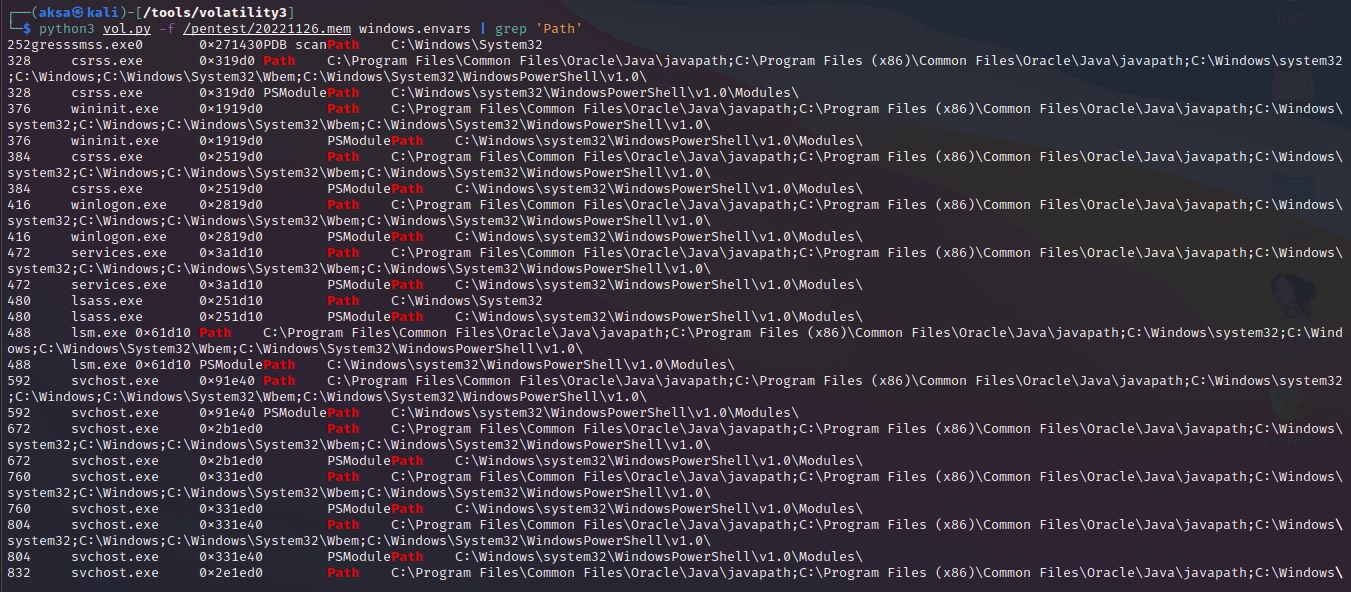 ┌──(aksa㉿kali)-[/tools/volatility3]
└─$ python3 vol.py -f /pentest/20221126.mem windows.envars | grep 'Path'
252gresssmss.exe0       0×271430PDB scanPath    C:\Windows\System32
328     csrss.exe       0×319d0 Path    C:\Program Files\Common Files\Oracle\Java\javapath;C:\Program Files (x86)\Common Files\Oracle\Java\javapath;C:\Windows\system32
;C:\Windows;C:\Windows\System32\Wbem;C:\Windows\System32\WindowsPowerShell\v1.0\
328     csrss.exe       0×319d0 PSModulePath    C:\Windows\system32\WindowsPowerShell\v1.0\Modules\
376     wininit.exe     0×1919d0        Path    C:\Program Files\Common Files\Oracle\Java\javapath;C:\Program Files (x86)\Common Files\Oracle\Java\javapath;C:\Windows\
system32;C:\Windows;C:\Windows\System32\Wbem;C:\Windows\System32\WindowsPowerShell\v1.0\
376     wininit.exe     0×1919d0        PSModulePath    C:\Windows\system32\WindowsPowerShell\v1.0\Modules\
384     csrss.exe       0×2519d0        Path    C:\Program Files\Common Files\Oracle\Java\javapath;C:\Program Files (x86)\Common Files\Oracle\Java\javapath;C:\Windows\
system32;C:\Windows;C:\Windows\System32\Wbem;C:\Windows\System32\WindowsPowerShell\v1.0\
384     csrss.exe       0×2519d0        PSModulePath    C:\Windows\system32\WindowsPowerShell\v1.0\Modules\
416     winlogon.exe    0×2819d0        Path    C:\Program Files\Common Files\Oracle\Java\javapath;C:\Program Files (x86)\Common Files\Oracle\Java\javapath;C:\Windows\
system32;C:\Windows;C:\Windows\System32\Wbem;C:\Windows\System32\WindowsPowerShell\v1.0\
416     winlogon.exe    0×2819d0        PSModulePath    C:\Windows\system32\WindowsPowerShell\v1.0\Modules\
472     services.exe    0×3a1d10        Path    C:\Program Files\Common Files\Oracle\Java\javapath;C:\Program Files (x86)\Common Files\Oracle\Java\javapath;C:\Windows\
system32;C:\Windows;C:\Windows\System32\Wbem;C:\Windows\System32\WindowsPowerShell\v1.0\
472     services.exe    0×3a1d10        PSModulePath    C:\Windows\system32\WindowsPowerShell\v1.0\Modules\
480     lsass.exe       0×251d10        Path    C:\Windows\System32
480     lsass.exe       0×251d10        PSModulePath    C:\Windows\system32\WindowsPowerShell\v1.0\Modules\
488     lsm.exe 0×61d10 Path    C:\Program Files\Common Files\Oracle\Java\javapath;C:\Program Files (x86)\Common Files\Oracle\Java\javapath;C:\Windows\system32;C:\Wind
ows;C:\Windows\System32\Wbem;C:\Windows\System32\WindowsPowerShell\v1.0\
488     lsm.exe 0×61d10 PSModulePath    C:\Windows\system32\WindowsPowerShell\v1.0\Modules\
592     svchost.exe     0×91e40 Path    C:\Program Files\Common Files\Oracle\Java\javapath;C:\Program Files (x86)\Common Files\Oracle\Java\javapath;C:\Windows\system32
;C:\Windows;C:\Windows\System32\Wbem;C:\Windows\System32\WindowsPowerShell\v1.0\
592     svchost.exe     0×91e40 PSModulePath    C:\Windows\system32\WindowsPowerShell\v1.0\Modules\
672     svchost.exe     0×2b1ed0        Path    C:\Program Files\Common Files\Oracle\Java\javapath;C:\Program Files (x86)\Common Files\Oracle\Java\javapath;C:\Windows\
system32;C:\Windows;C:\Windows\System32\Wbem;C:\Windows\System32\WindowsPowerShell\v1.0\
672     svchost.exe     0×2b1ed0        PSModulePath    C:\Windows\system32\WindowsPowerShell\v1.0\Modules\
760     svchost.exe     0×331ed0        Path    C:\Program Files\Common Files\Oracle\Java\javapath;C:\Program Files (x86)\Common Files\Oracle\Java\javapath;C:\Windows\
system32;C:\Windows;C:\Windows\System32\Wbem;C:\Windows\System32\WindowsPowerShell\v1.0\
760     svchost.exe     0×331ed0        PSModulePath    C:\Windows\system32\WindowsPowerShell\v1.0\Modules\
804     svchost.exe     0×331e40        Path    C:\Program Files\Common Files\Oracle\Java\javapath;C:\Program Files (x86)\Common Files\Oracle\Java\javapath;C:\Windows\
system32;C:\Windows;C:\Windows\System32\Wbem;C:\Windows\System32\WindowsPowerShell\v1.0\
804     svchost.exe     0×331e40        PSModulePath    C:\Windows\system32\WindowsPowerShell\v1.0\Modules\
832     svchost.exe     0×2e1ed0        Path    C:\Program Files\Common Files\Oracle\Java\javapath;C:\Program Files (x86)\Common Files\Oracle\Java\javapath;C:\Windows\
Trash
010 Editor